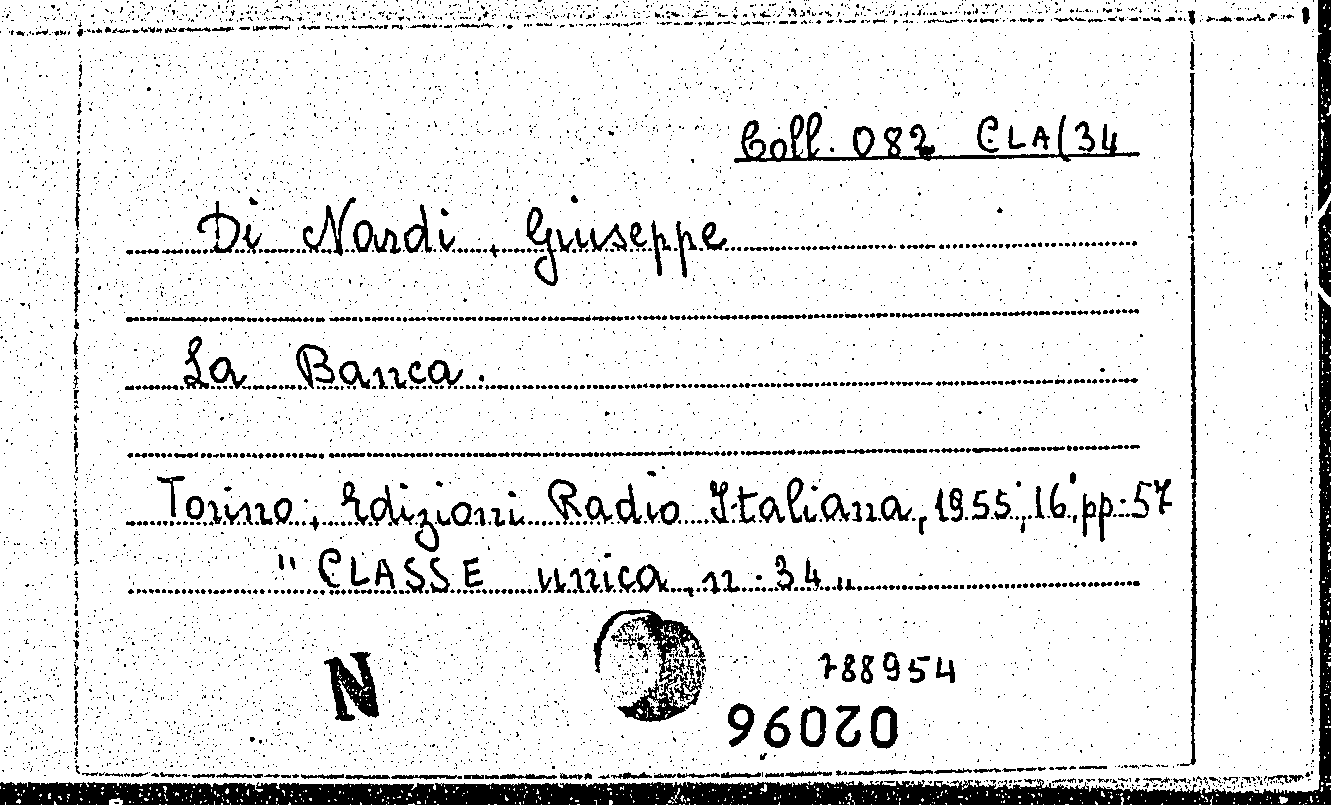 Coll. 082 CLA(34
Di Nardi, Giuseppe
La Banca.
Torino, Edizioni Radio Italiana, 1955, 16°, pp. 57
"CLASSE unica, n. 34"
N
788954
96020